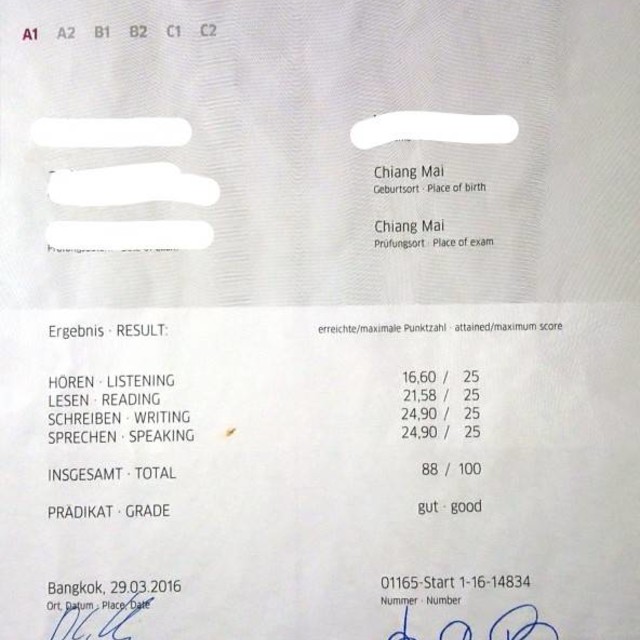 A1 A2 B1 B2 C1 C2
Chiang Mai
Geburtsort · Place of birth
Chiang Mai
Prüfungsort · Place of exam
Ergebnis · RESULT:
erreichte/maximale Punktzahl · attained/maximum score
HÖREN · LISTENING 16,60 / 25
LESEN · READING 21,58 / 25
SCHREIBEN · WRITING 24,90 / 25
SPRECHEN · SPEAKING 24,90 / 25
INSGESAMT · TOTAL 88 / 100
PRÄDIKAT · GRADE gut · good
Bangkok, 29.03.2016
Ort, Datum · Place, Date
01165-Start 1-16-14834
Nummer · Number